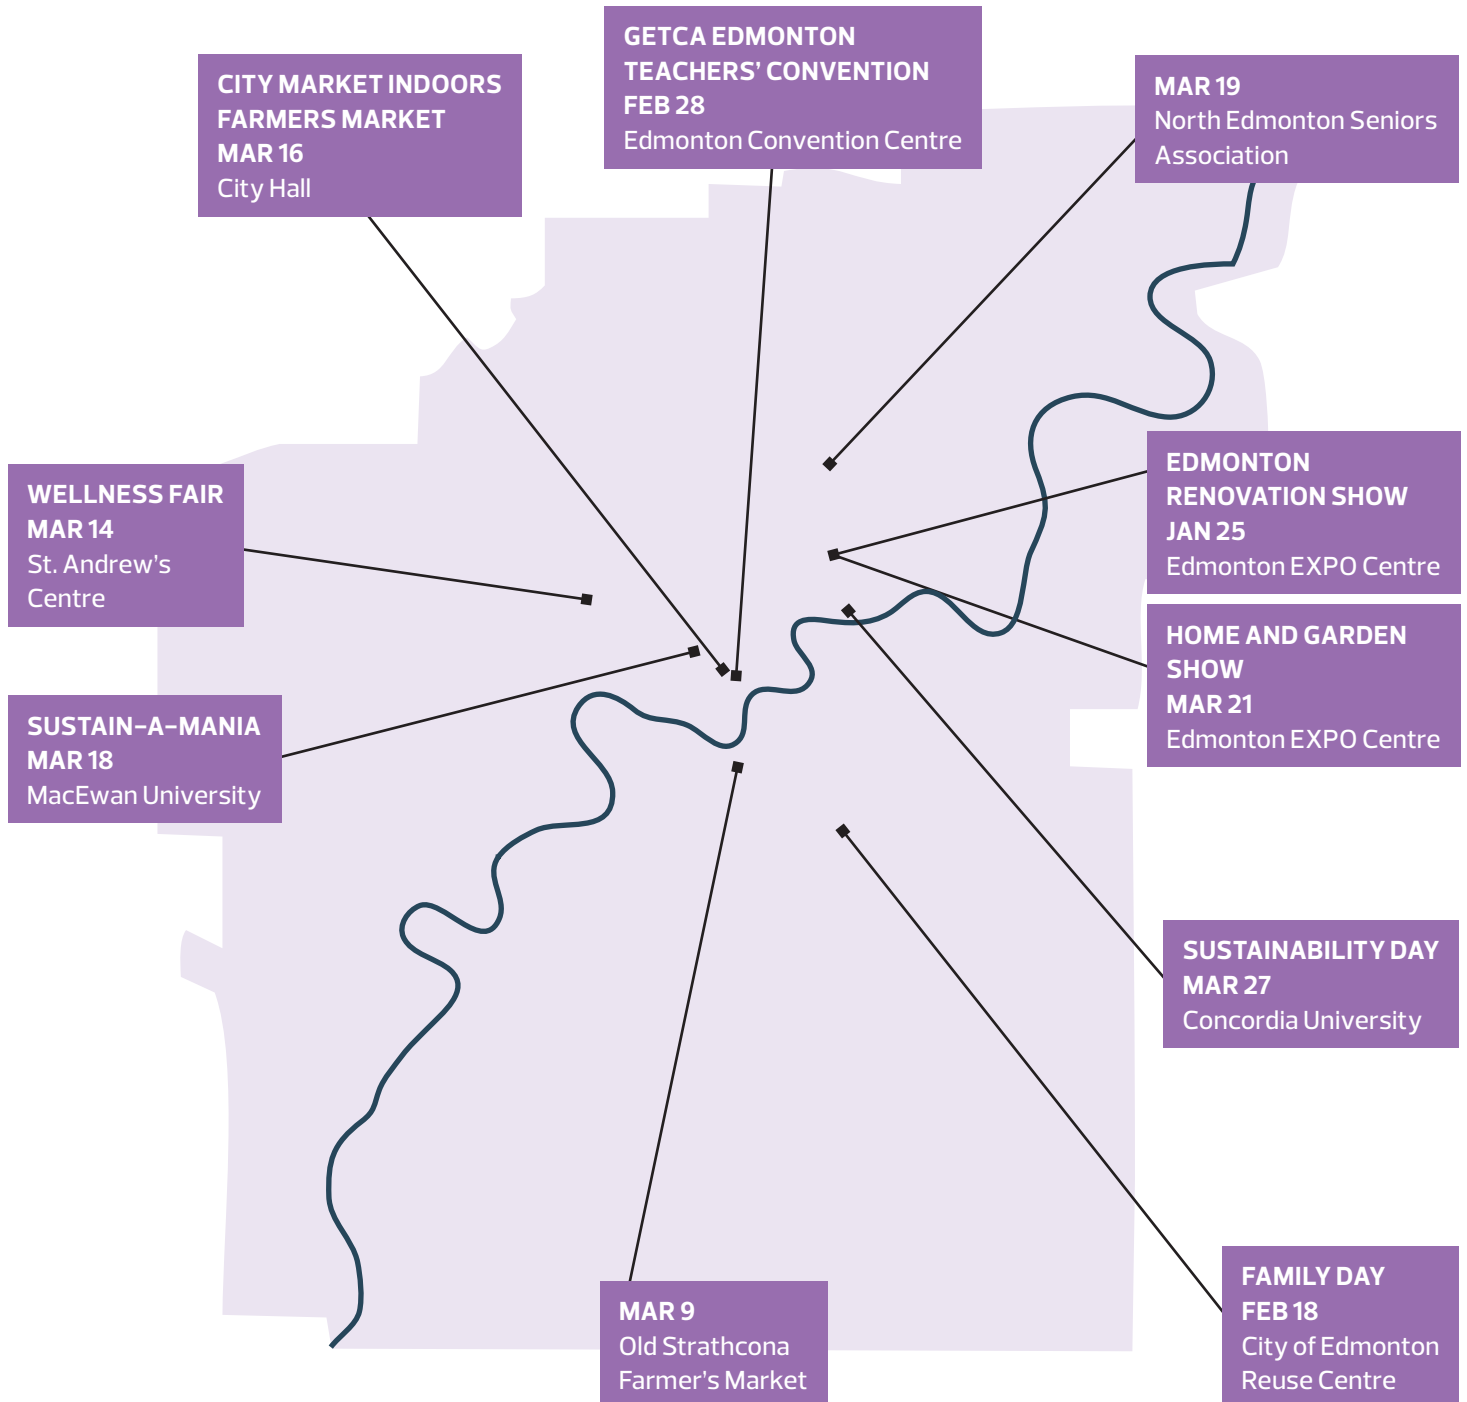 GETCA EDMONTON
TEACHERS’ CONVENTION
FEB 28
Edmonton Convention Centre
CITY MARKET INDOORS
FARMERS MARKET
MAR 16
City Hall
MAR 19
North Edmonton Seniors
Association
WELLNESS FAIR
MAR 14
St. Andrew’s
Centre
EDMONTON
RENOVATION SHOW
JAN 25
Edmonton EXPO Centre
HOME AND GARDEN
SHOW
MAR 21
Edmonton EXPO Centre
SUSTAIN-A-MANIA
MAR 18
MacEwan University
SUSTAINABILITY DAY
MAR 27
Concordia University
MAR 9
Old Strathcona
Farmer’s Market
FAMILY DAY
FEB 18
City of Edmonton
Reuse Centre